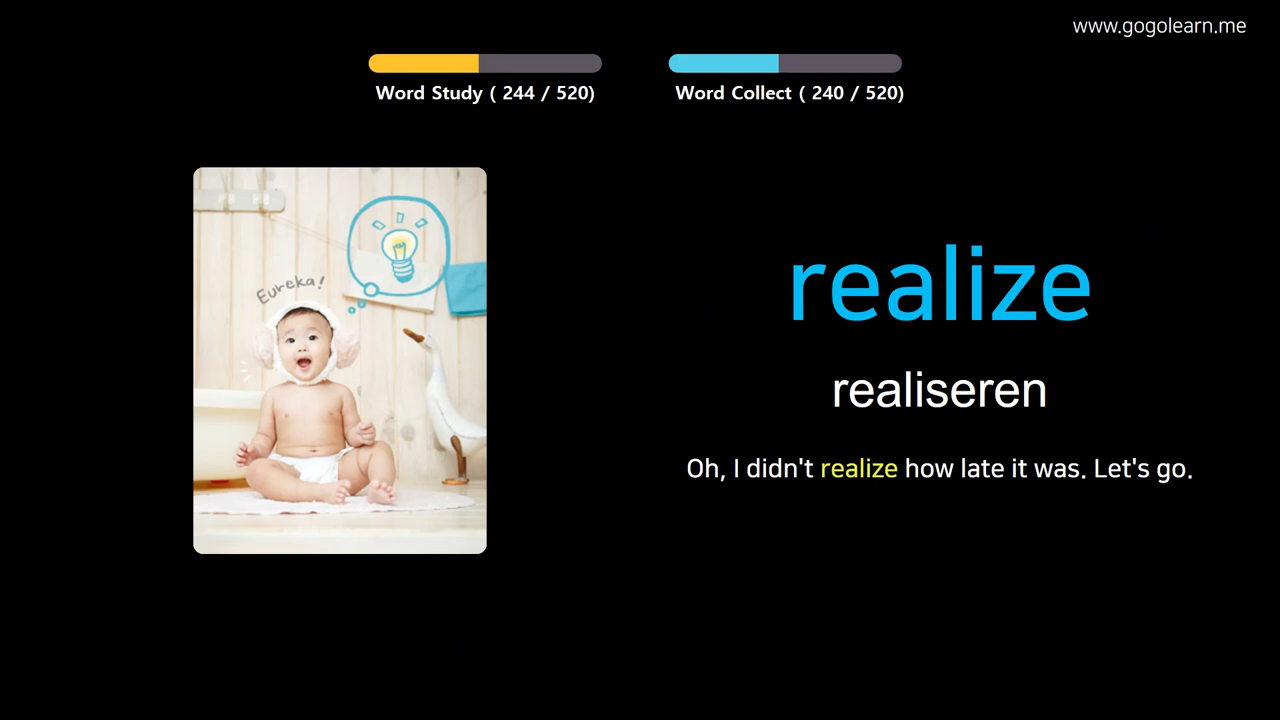 www.gogolearn.me
Word Study ( 244 / 520)
Word Collect ( 240 / 520)
Eureka!
realize
realiseren
Oh, I didn't realize how late it was. Let's go.